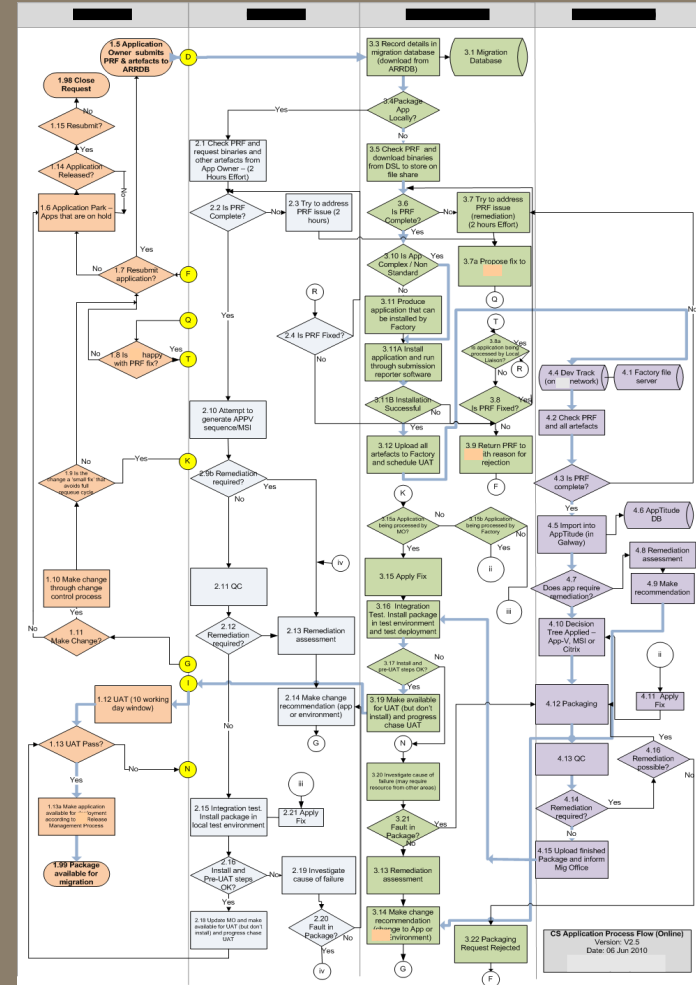 1.5 Application
Owner submits
PRF & artefacts to
ARRDB
D
1.98 Close
Request
No
1.15 Resubmit?
Yes
1.14 Application
Released?
No
1.6 Application Park –
Apps that are on hold
Yes
No
1.7 Resubmit
application?
F
Q
1.8 Is happy
with PRF fix?
Yes
T
No
No
1.9 Is the
change a 'small fix' that
avoids full
requeue cycle
Yes
K
1.10 Make change
through change
control process
Yes
No
1.11
Make Change?
G
I
1.12 UAT (10 working
day window)
1.13 UAT Pass?
No
N
Yes
1.13a Make application
available for
according to Release
Management Process
1.99 Package
available for
migration
Yes
2.1 Check PRF and
request binaries and
other artefacts from
App Owner – (2
Hours Effort)
2.2 Is PRF
Complete?
No
2.3 Try to address
PRF issue (2
hours)
R
2.4 Is PRF Fixed?
Yes
2.10 Attempt to
generate APPV
sequence/MSI
2.9b Remediation
required?
Yes
No
iv
2.11 QC
2.12
Remediation
required?
Yes
2.13 Remediation
assessment
2.14 Make change
recommendation (app
or environment)
G
No
iii
2.15 Integration test.
Install package in
local test environment
2.21 Apply
Fix
2.16
Install and
Pre-UAT steps
OK?
No
2.19 Investigate
cause of failure
Yes
2.18 Update MO and make
available for UAT (but don't
install) and progress chase
UAT
2.20
Fault in
Package?
No
Yes
iv
3.3 Record details in
migration database
(download from
ARRDB)
3.1 Migration
Database
3.4Package
App
Locally?
No
3.5 Check PRF and
download binaries
from DSL to store on
file share
3.6
Is PRF
Complete?
No
3.7 Try to address
PRF issue
(remediation)
(2 hours Effort)
Yes
3.10 Is App
Complex / Non
Standard
Yes
3.7a Propose fix to
Q
No
3.11 Produce
application that can
be installed by
Factory
T
3.8a
Is application being
processed by Local
Liaison?
Yes
R
No
3.11A Install
application and run
through submission
reporter software
3.8
Is PRF Fixed?
Yes
3.11B Installation
Successful
No
No
Yes
3.12 Upload all
artefacts to Factory
and schedule UAT
3.9 Return PRF to
ith reason for
rejection
F
K
3.15a Application
being processed by
MO?
No
3.15b Application
being processed by
Factory
No
Yes
Yes
ii
iii
3.15 Apply Fix
3.16 Integration
Test. Install package
in test environment
and test deployment
3.17 Install and
pre-UAT steps OK?
No
Yes
3.19 Make available
for UAT (but don't
install) and progress
chase UAT
N
3.20 Investigate cause of
failure (may require
resource from other areas)
3.21
Fault in
Package?
Yes
No
3.13 Remediation
assessment
3.14 Make change
recommendation
(change to App or
Environment)
G
3.22 Packaging
Request Rejected
F
No
4.4 Dev Track
(on network)
4.1 Factory file
server
4.2 Check PRF
and all artefacts
4.3 Is PRF
complete?
Yes
4.6 AppTitude
DB
4.5 Import into
AppTitude (in
Galway)
4.8 Remediation
assessment
4.7
Does app require
remediation?
Yes
4.9 Make
recommendation
No
4.10 Decision
Tree Applied –
App-V, MSI or
Citrix
ii
4.11 Apply
Fix
4.12 Packaging
Yes
4.16
Remediation
possible?
No
4.13 QC
4.14
Remediation
required?
Yes
No
4.15 Upload finished
Package and inform
Mig Office
CS Application Process Flow (Online)
Version: V2.5
Date: 06 Jun 2010